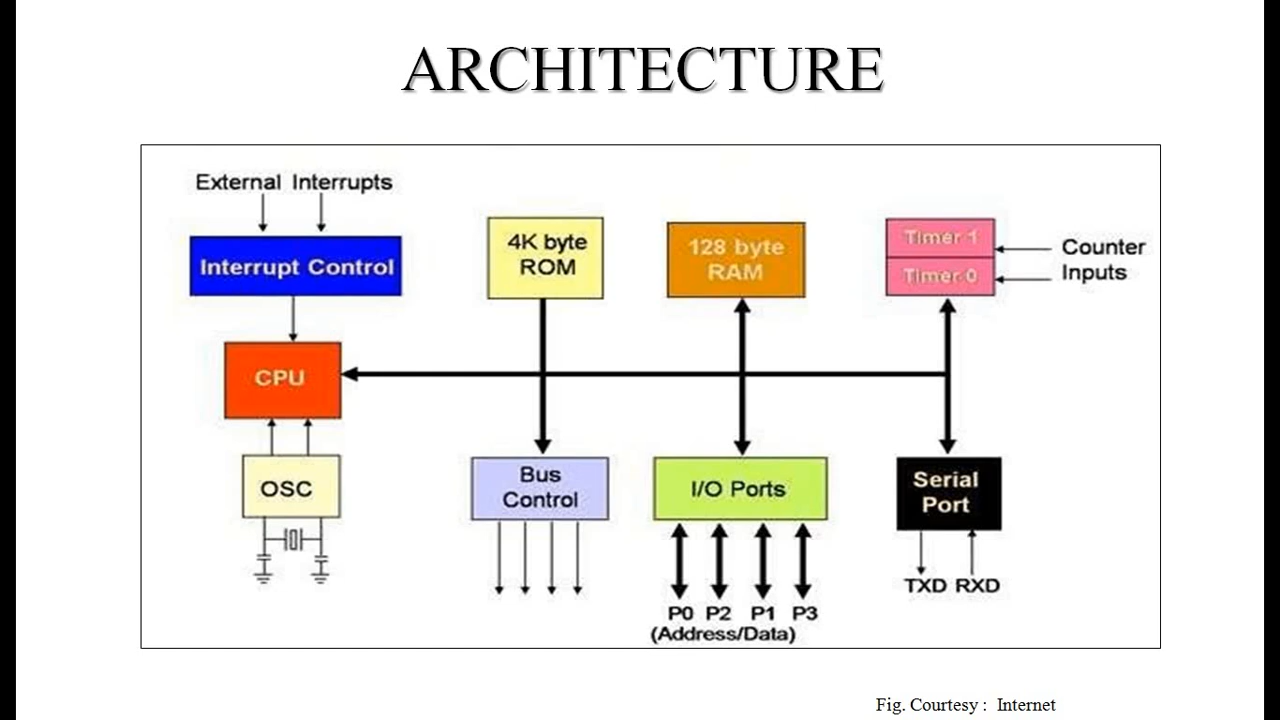 ARCHITECTURE
External Interrupts
Interrupt Control
4K byte
ROM
128 byte
RAM
Timer 1
Timer 0
Counter
Inputs
CPU
OSC
Bus
Control
I/O Ports
Serial
Port
TXD RXD
P0 P2 P1 P3
(Address/Data)
Fig. Courtesy : Internet